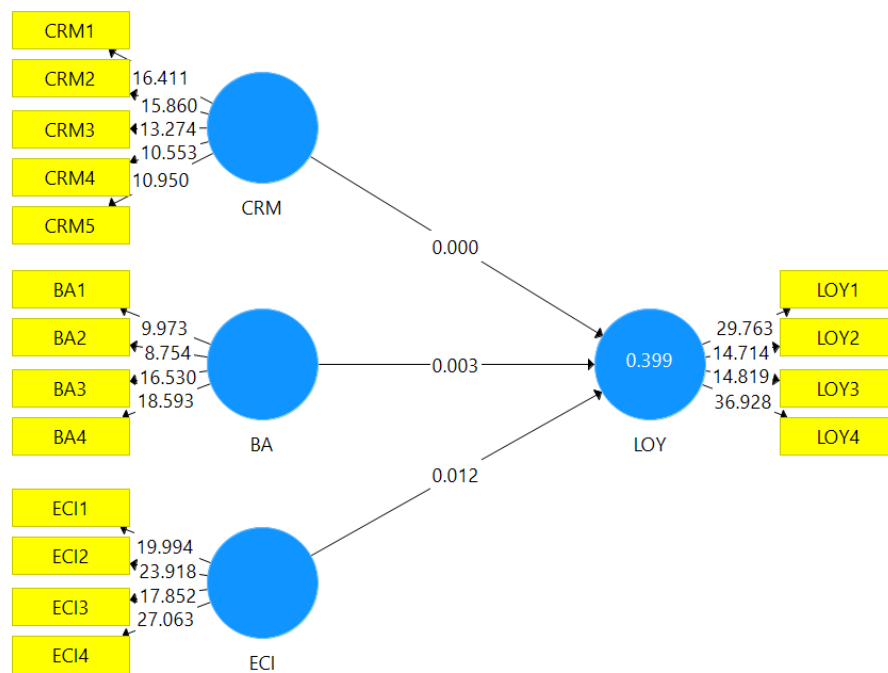 CRM1
CRM2
CRM3
CRM4
CRM5
16.411
15.860
13.274
10.553
10.950
CRM
0.000
BA1
BA2
BA3
BA4
9.973
8.754
16.530
18.593
BA
0.003
ECI1
ECI2
ECI3
ECI4
19.994
23.918
17.852
27.063
ECI
0.012
0.399
LOY
29.763
14.714
14.819
36.928
LOY1
LOY2
LOY3
LOY4